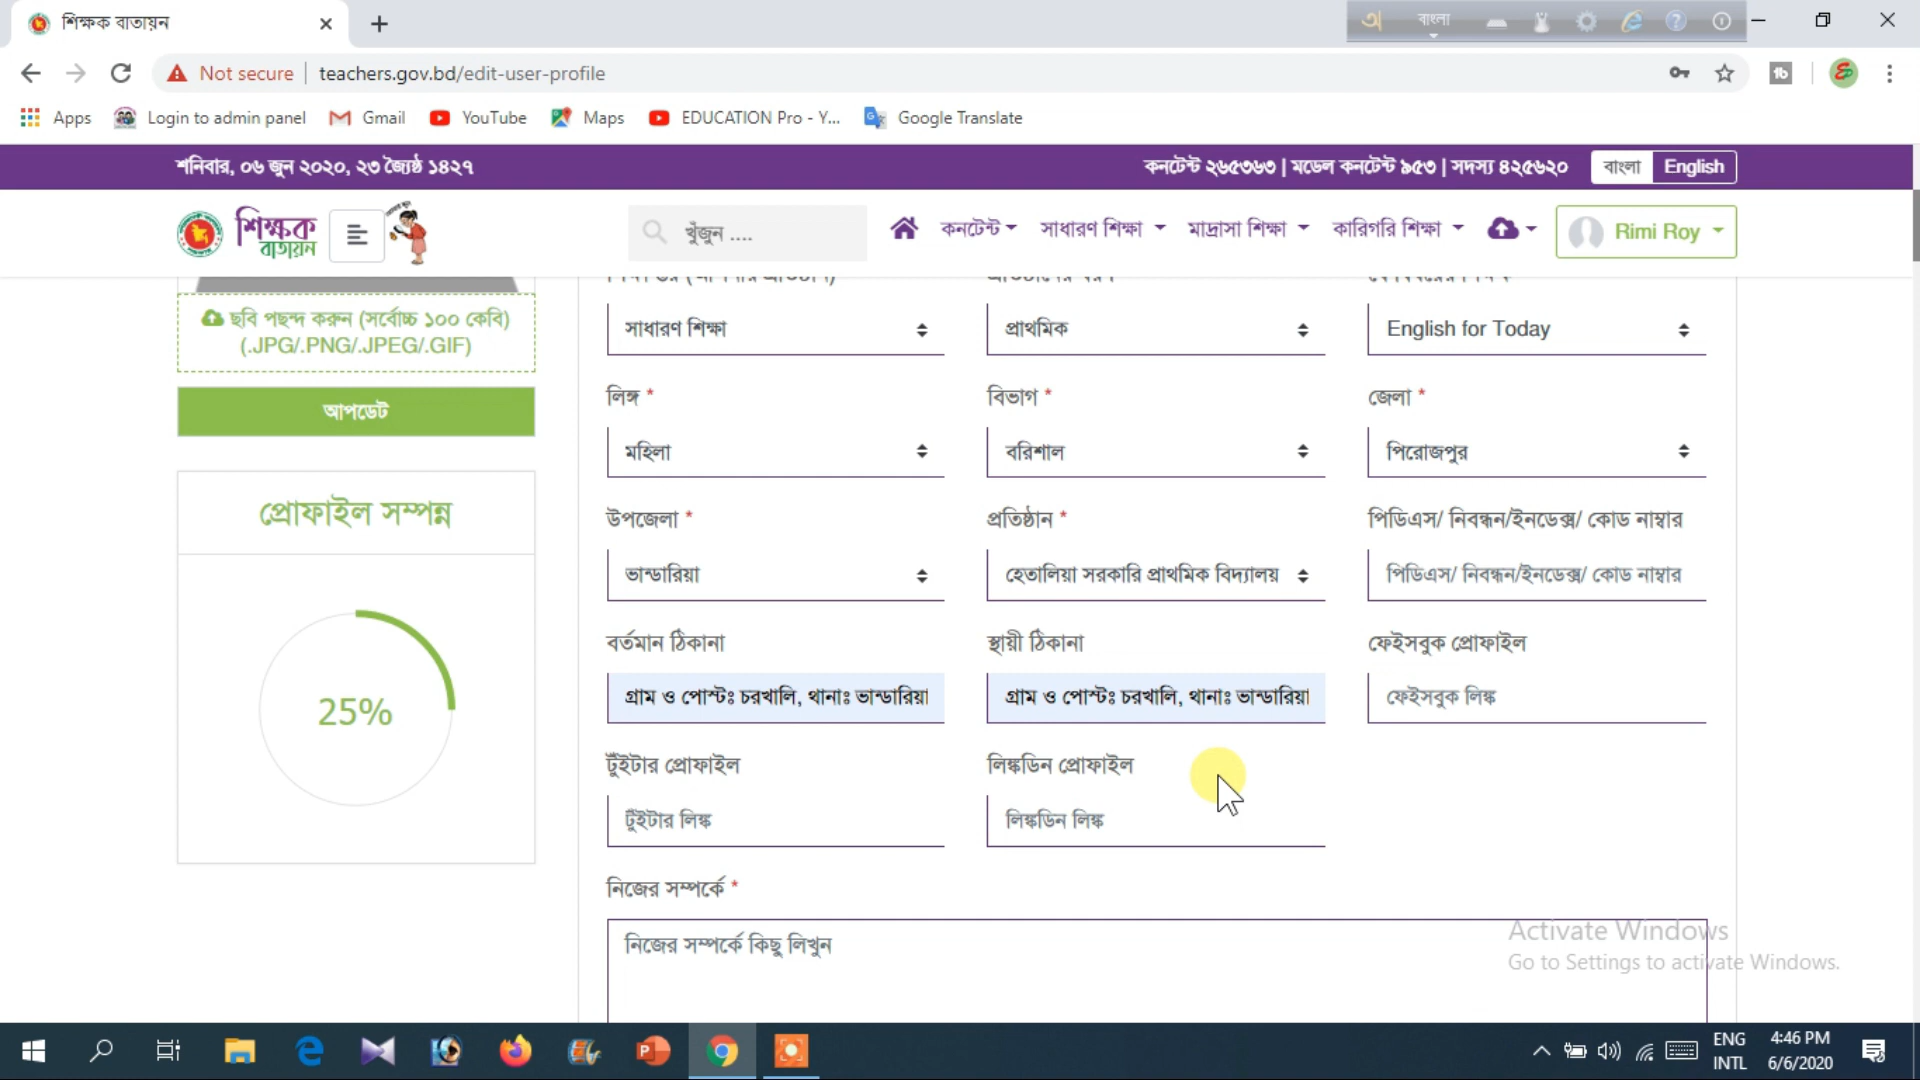 শিক্ষক বাতায়ন
বাংলা
Not secure
teachers.gov.bd/edit-user-profile
Apps
Login to admin panel
Gmail
YouTube
Maps
EDUCATION Pro - Y...
Google Translate
শনিবার, ০৬ জুন ২০২০, ২৩ জ্যৈষ্ঠ ১৪২৭
কনটেন্ট ২৬৫৩৬৩ | মডেল কনটেন্ট ৯৫৩ | সদস্য ৪২৫৬২০
বাংলা
English
শিক্ষক
বাতায়ন
খুঁজুন ....
কনটেন্ট
সাধারণ শিক্ষা
মাদ্রাসা শিক্ষা
কারিগরি শিক্ষা
Rimi Roy
ছবি পছন্দ করুন (সর্বোচ্চ ১০০ কেবি)
(.JPG/.PNG/.JPEG/.GIF)
সাধারণ শিক্ষা
প্রাথমিক
English for Today
আপডেট
লিঙ্গ *
বিভাগ *
জেলা *
মহিলা
বরিশাল
পিরোজপুর
প্রোফাইল সম্পন্ন
25%
উপজেলা *
প্রতিষ্ঠান *
পিডিএস/ নিবন্ধন/ইনডেক্স/ কোড নাম্বার
ভান্ডারিয়া
হেতালিয়া সরকারি প্রাথমিক বিদ্যালয়
পিডিএস/ নিবন্ধন/ইনডেক্স/ কোড নাম্বার
বর্তমান ঠিকানা
স্থায়ী ঠিকানা
ফেইসবুক প্রোফাইল
গ্রাম ও পোস্টঃ চরখালি, থানাঃ ভান্ডারিয়া
গ্রাম ও পোস্টঃ চরখালি, থানাঃ ভান্ডারিয়া
ফেইসবুক লিঙ্ক
টুঁইটার প্রোফাইল
লিঙ্কডিন প্রোফাইল
টুঁইটার লিঙ্ক
লিঙ্কডিন লিঙ্ক
নিজের সম্পর্কে *
নিজের সম্পর্কে কিছু লিখুন
Activate Windows
Go to Settings to activate Windows.
ENG
INTL
4:46 PM
6/6/2020